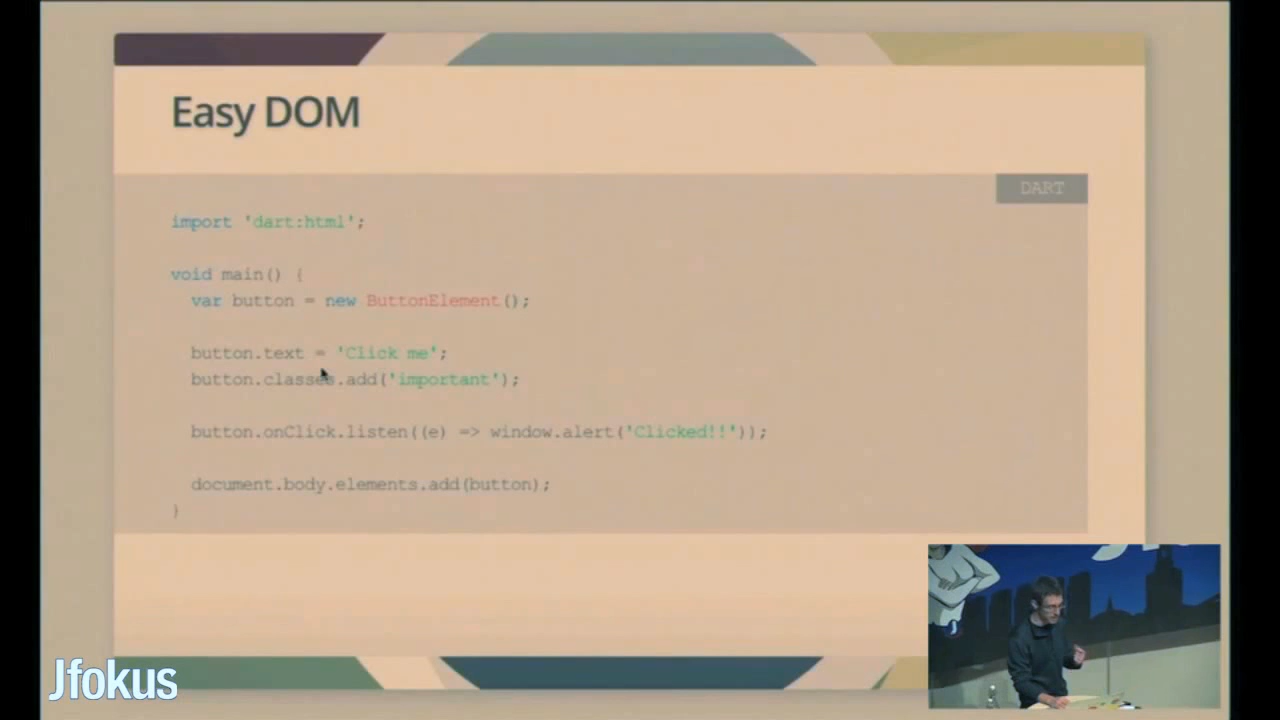 Easy DOM
DART
import 'dart:html';
void main() {
var button = new ButtonElement();
button.text = 'Click me';
button.classes.add('important');
button.onClick.listen((e) => window.alert('Clicked!!'));
document.body.elements.add(button);
}
Jfokus